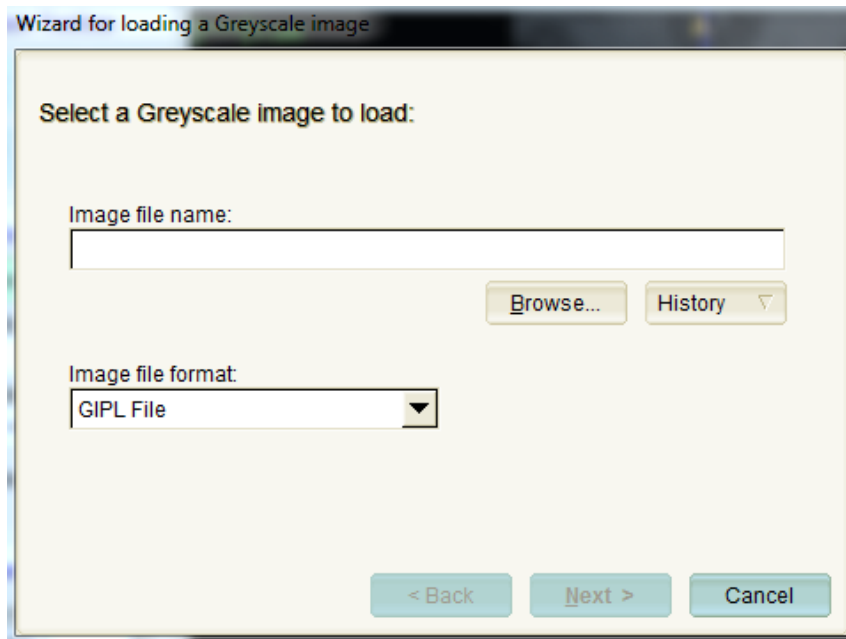 Wizard for loading a Greyscale image
Select a Greyscale image to load:
Image file name:
Browse... History
Image file format:
GIPL File
< Back Next > Cancel